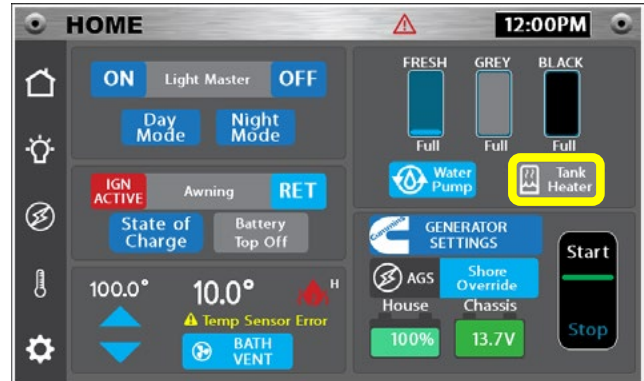 HOME
12:00PM
ON Light Master OFF
Day
Mode
Night
Mode
IGN
ACTIVE
Awning
RET
State of
Charge
Battery
Top Off
100.0°
10.0°
H
Temp Sensor Error
BATH
VENT
FRESH GREY BLACK
Full Full Full
Water
Pump
Tank
Heater
Cummins
GENERATOR
SETTINGS
AGS
Shore
Override
House Chassis
100% 13.7V
Start
Stop